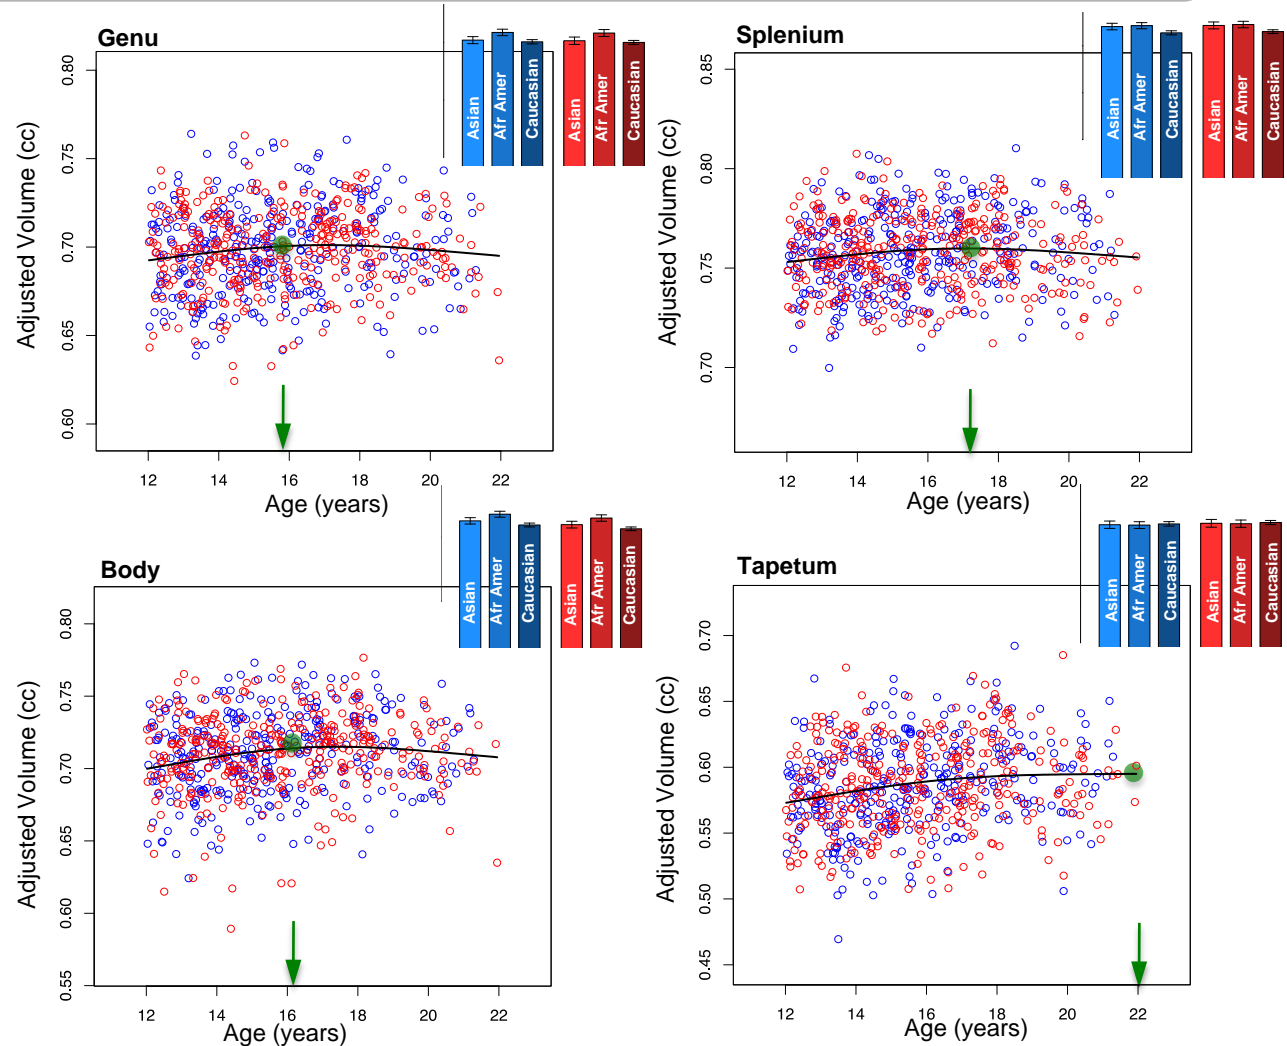 Genu
Asian
Afr Amer
Caucasian
Asian
Afr Amer
Caucasian
Adjusted Volume (cc)
0.80
0.75
0.70
0.65
0.60
12 14 16 18 20 22
Age (years)
Splenium
Asian
Afr Amer
Caucasian
Asian
Afr Amer
Caucasian
Adjusted Volume (cc)
0.85
0.80
0.75
0.70
12 14 16 18 20 22
Age (years)
Body
Asian
Afr Amer
Caucasian
Asian
Afr Amer
Caucasian
Adjusted Volume (cc)
0.80
0.75
0.70
0.65
0.60
0.55
12 14 16 18 20 22
Age (years)
Tapetum
Asian
Afr Amer
Caucasian
Asian
Afr Amer
Caucasian
Adjusted Volume (cc)
0.70
0.65
0.60
0.55
0.50
0.45
12 14 16 18 20 22
Age (years)